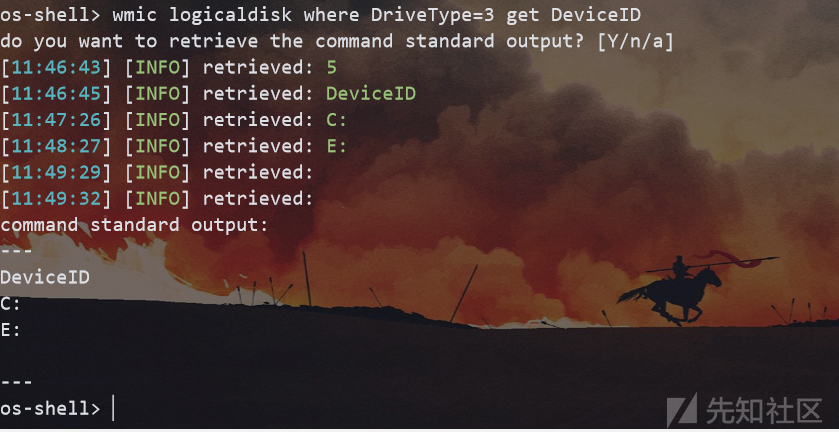 os-shell> wmic logicaldisk where DriveType=3 get DeviceID
do you want to retrieve the command standard output? [Y/n/a]
[11:46:43] [INFO] retrieved: 5
[11:46:45] [INFO] retrieved: DeviceID
[11:47:26] [INFO] retrieved: C:
[11:48:27] [INFO] retrieved: E:
[11:49:29] [INFO] retrieved:
[11:49:32] [INFO] retrieved:
command standard output:
---
DeviceID
C:
E:
---
os-shell>
先知社区